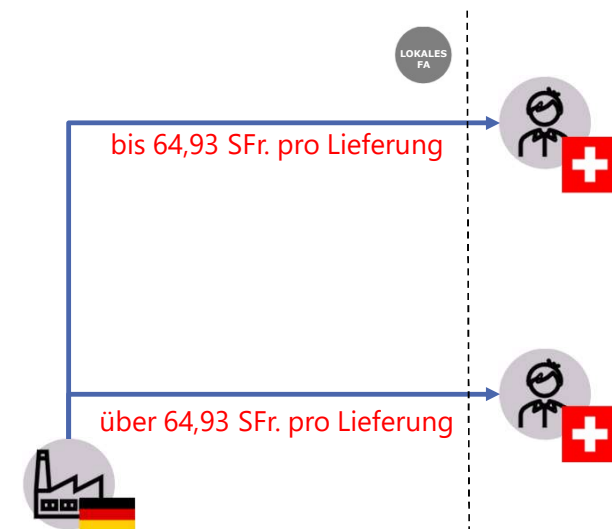 LOKALES
FA
bis 64,93 SFr. pro Lieferung
über 64,93 SFr. pro Lieferung